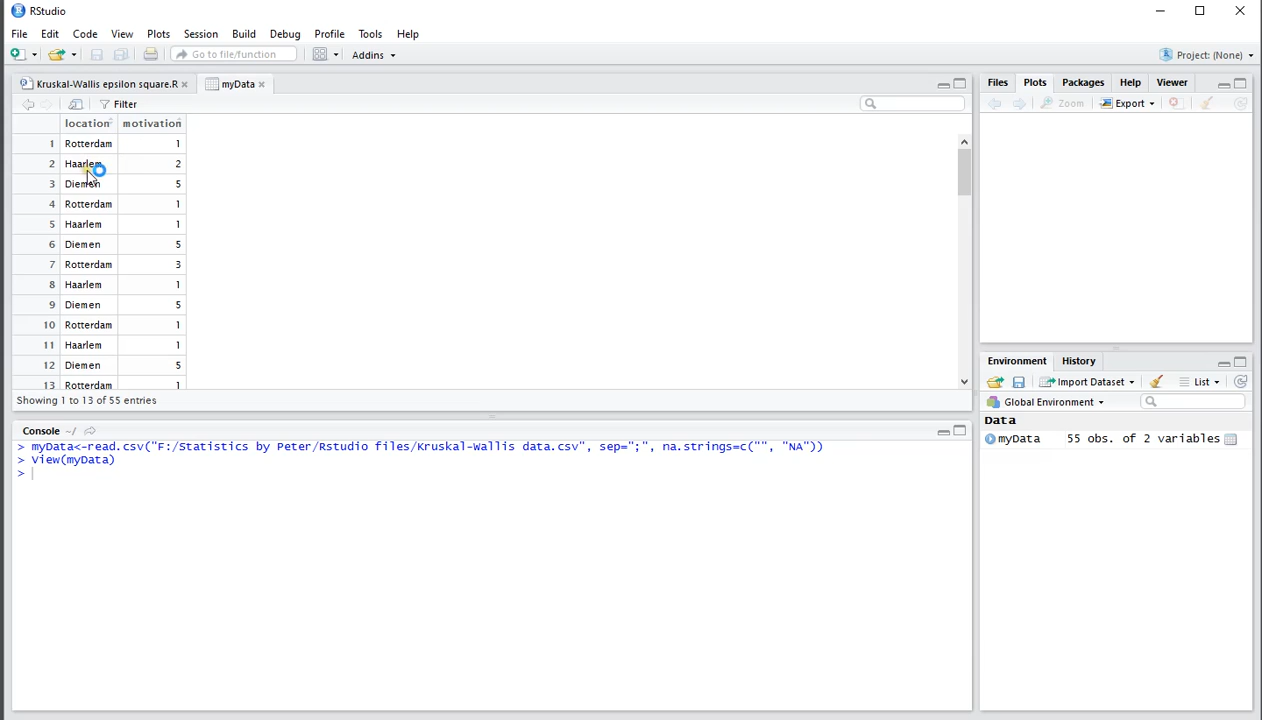 RStudio
File Edit Code View Plots Session Build Debug Profile Tools Help
Go to file/function Addins Project: (None)
Kruskal-Wallis epsilon square.R myData
Filter
location motivation
1 Rotterdam 1
2 Haarlem 2
3 Diemen 5
4 Rotterdam 1
5 Haarlem 1
6 Diemen 5
7 Rotterdam 3
8 Haarlem 1
9 Diemen 5
10 Rotterdam 1
11 Haarlem 1
12 Diemen 5
13 Rotterdam 1
Showing 1 to 13 of 55 entries
Console ~/
> myData<-read.csv("F:/Statistics by Peter/Rstudio files/Kruskal-Wallis data.csv", sep=";", na.strings=c("", "NA"))
> View(myData)
>
Files Plots Packages Help Viewer
Zoom Export
Environment History
Import Dataset List
Global Environment
Data
myData 55 obs. of 2 variables